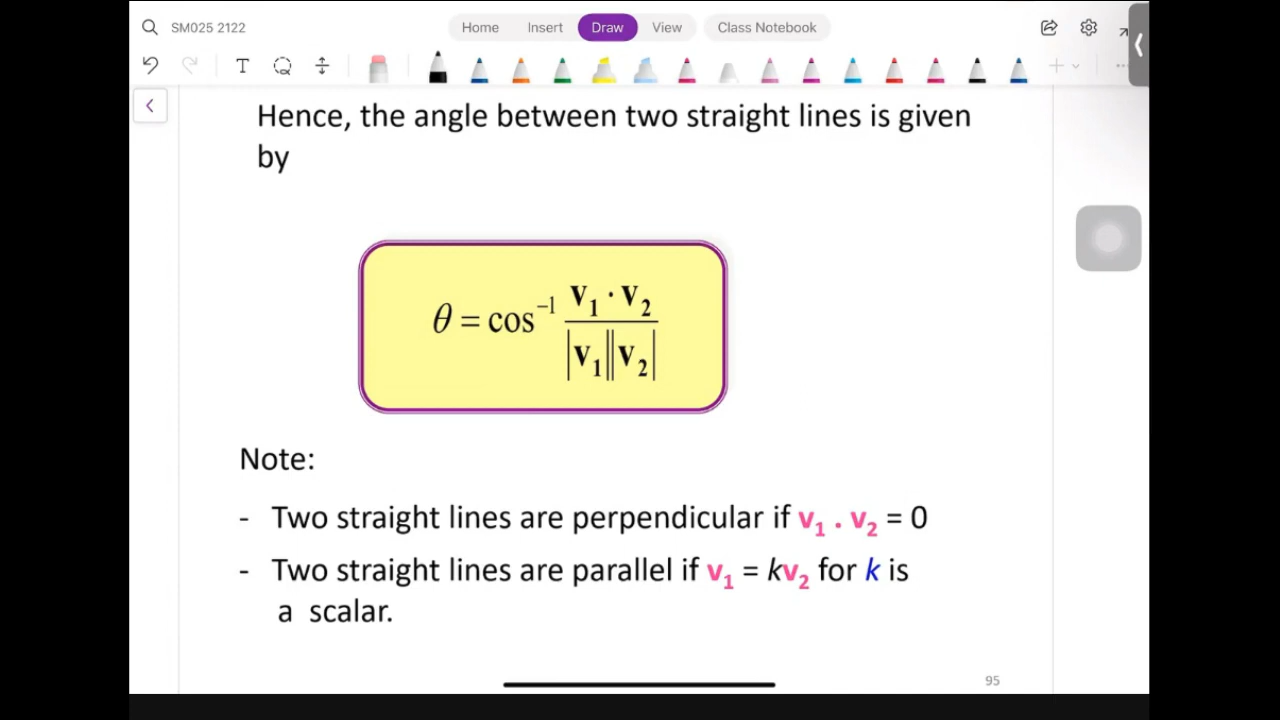 SM025 2122
Home Insert Draw View Class Notebook
T
Hence, the angle between two straight lines is given
by
θ = cos⁻¹ v₁ · v₂ / |v₁||v₂|
Note:
- Two straight lines are perpendicular if v₁ . v₂ = 0
- Two straight lines are parallel if v₁ = kv₂ for k is
a scalar.
95